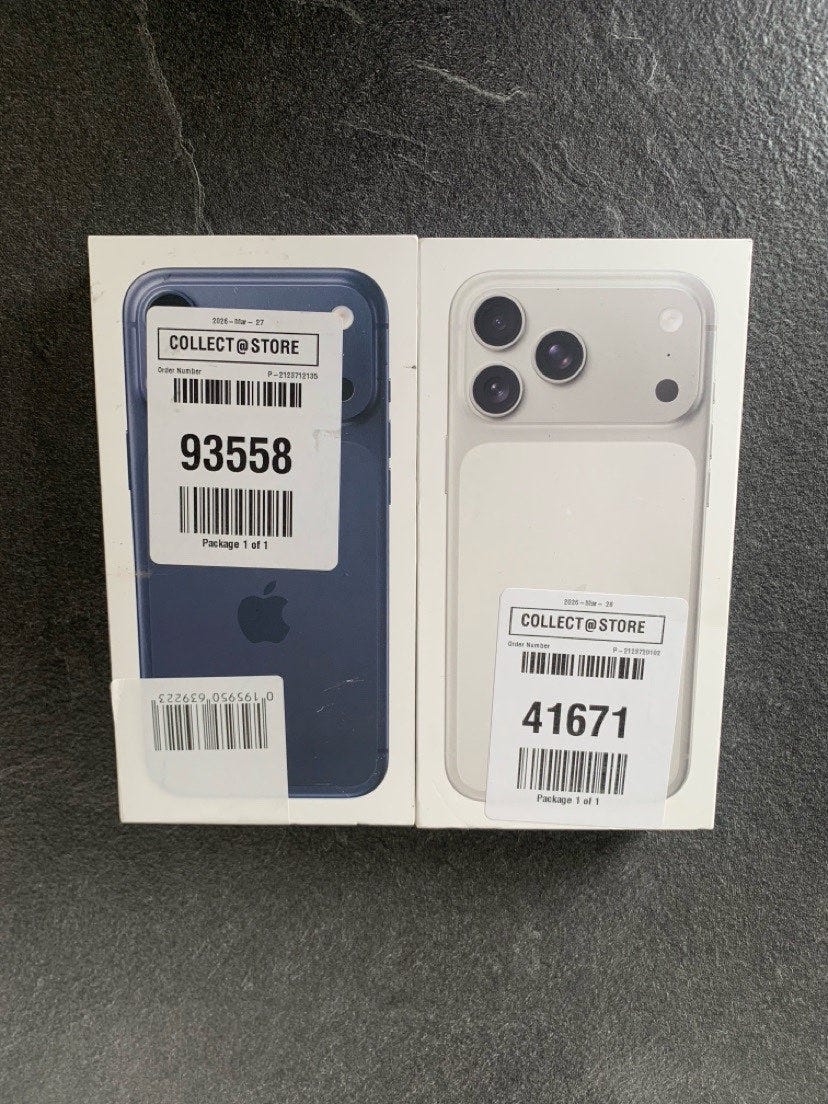 2026-Mar-27
COLLECT@STORE
Order Number P-2123712135
93558
Package 1 of 1
0 195950 639223
2026-Mar-28
COLLECT@STORE
Order Number
41671
Package 1 of 1